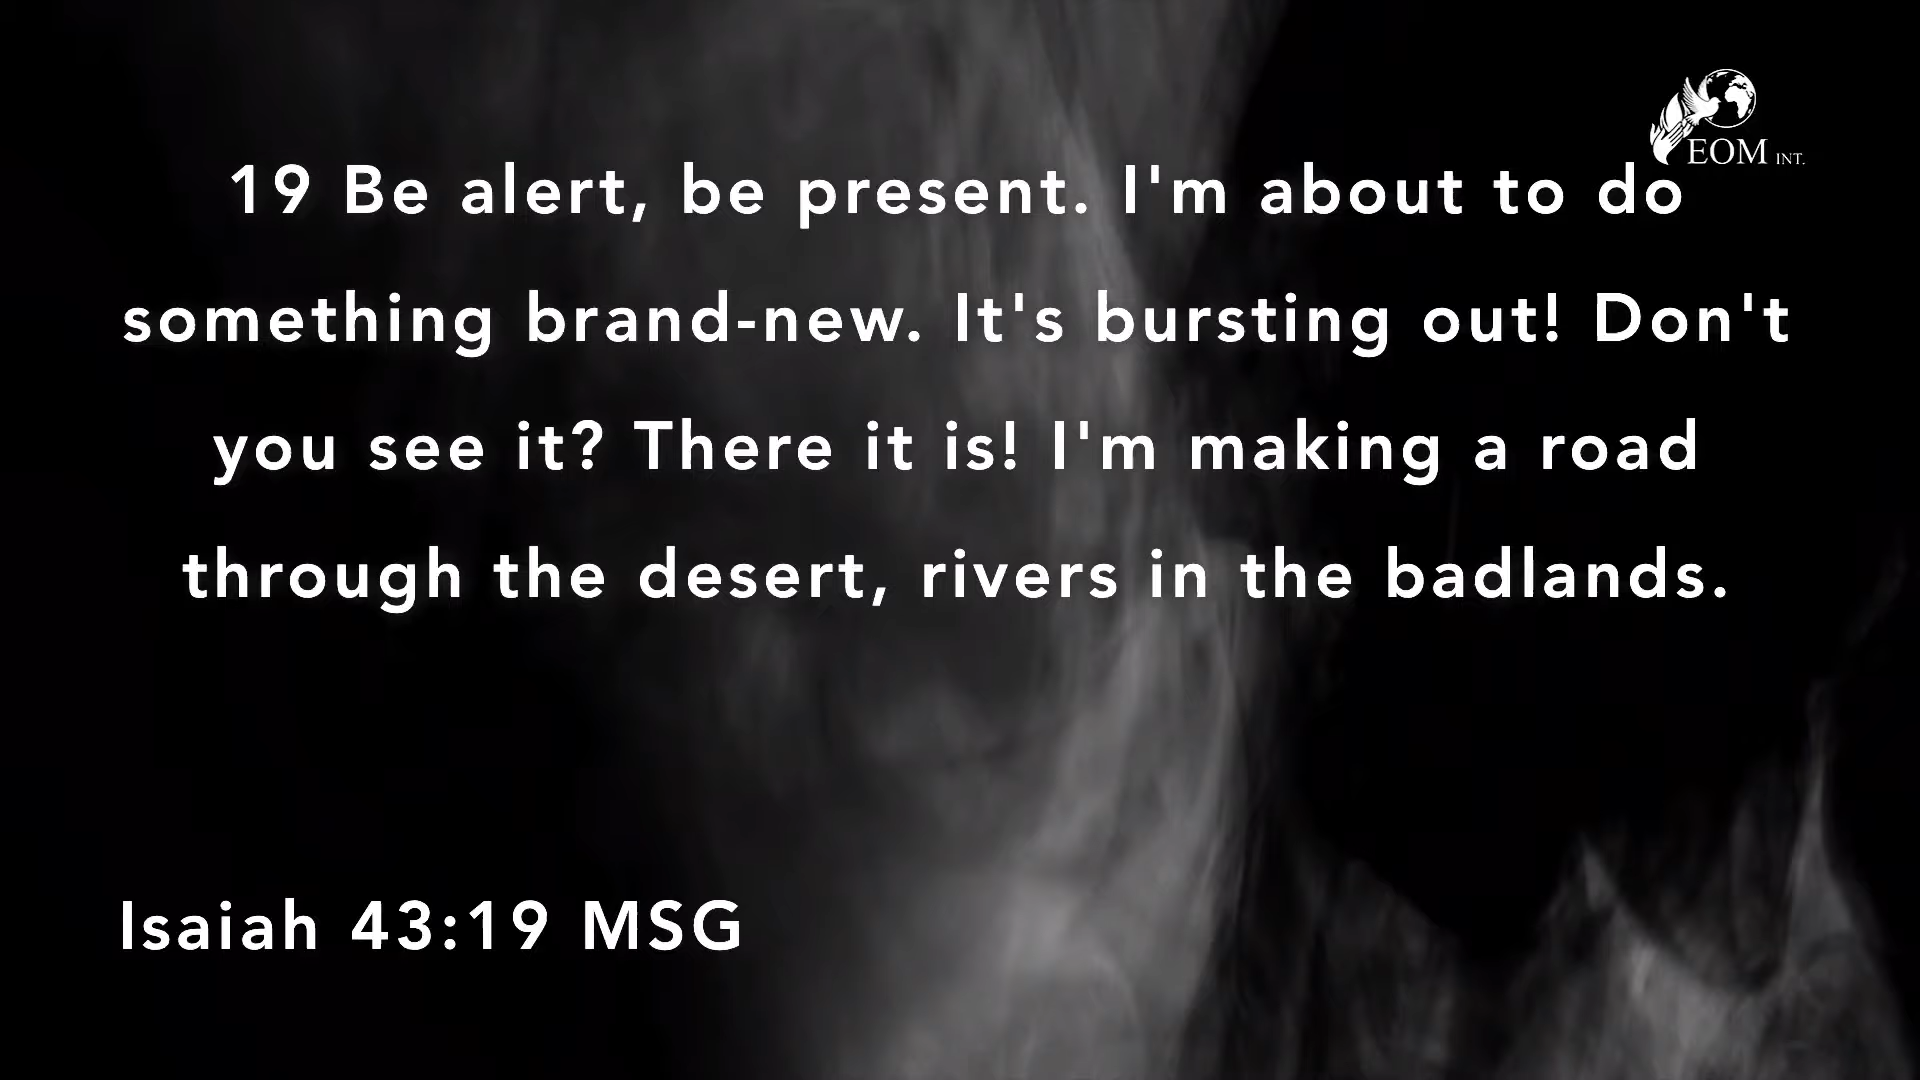 EOM INT.
19 Be alert, be present. I'm about to do
something brand-new. It's bursting out! Don't
you see it? There it is! I'm making a road
through the desert, rivers in the badlands.
Isaiah 43:19 MSG